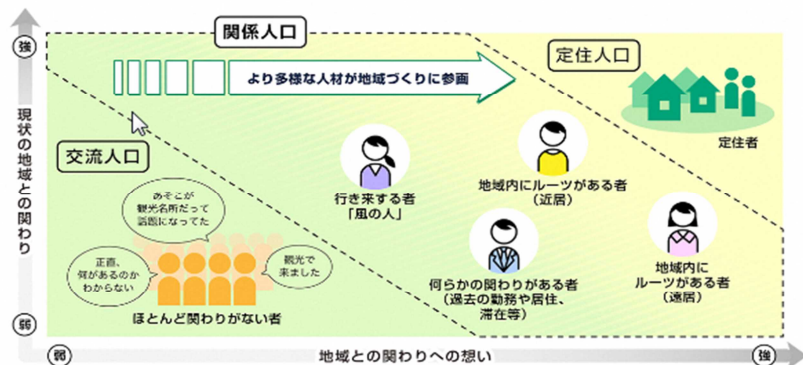 関係人口
定住人口
強
より多様な人材が地域づくりに参画
定住者
現状の地域との関わり
交流人口
あそこが
観光名所だって
話題になってた
正直、
何があるのか
わからない
観光で
来ました
ほとんど関わりがない者
行き来する者
「風の人」
地域内にルーツがある者
（近居）
何らかの関わりがある者
（過去の勤務や居住、
滞在等）
地域内に
ルーツがある者
（遠居）
弱
弱
地域との関わりへの想い
強